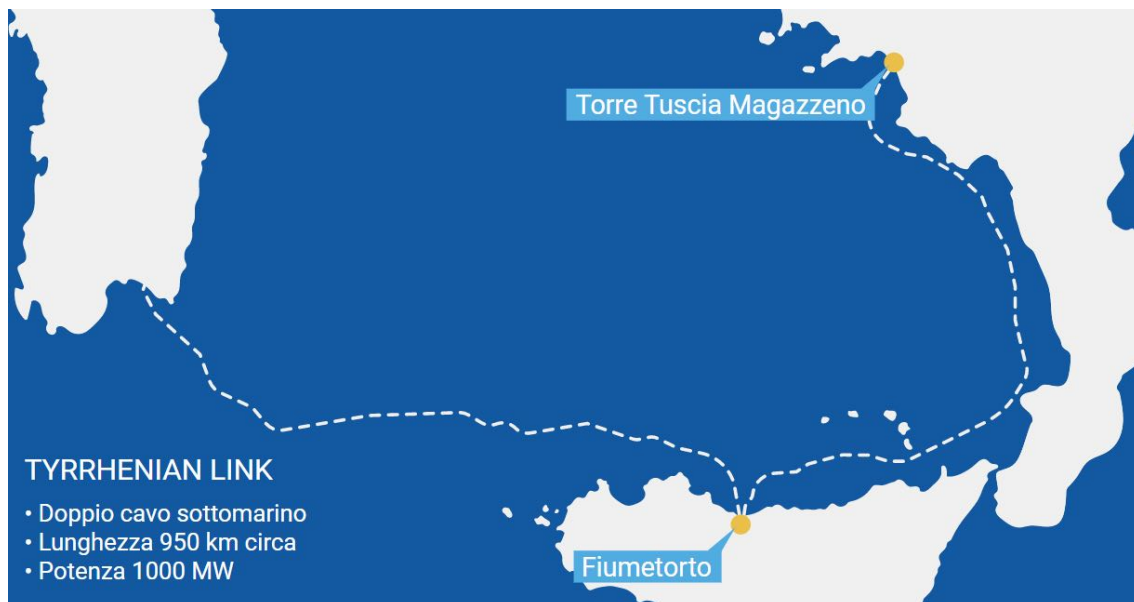 Torre Tuscia Magazzeno
TYRRHENIAN LINK
• Doppio cavo sottomarino
• Lunghezza 950 km circa
• Potenza 1000 MW
Fiumetorto